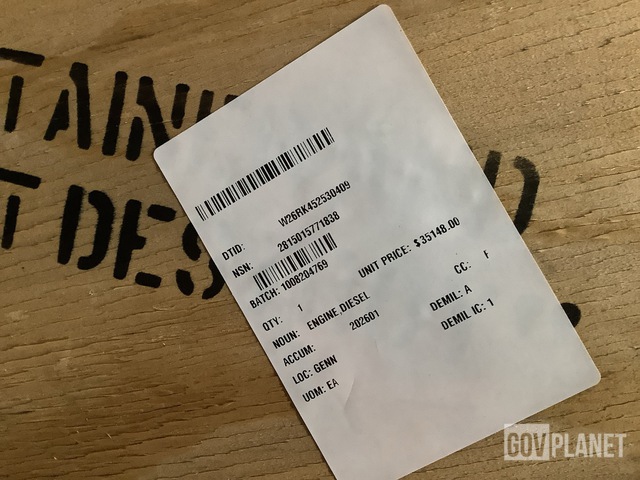 TAIN
T DES
DTID: W26RK452530409
NSN: 2815015771838
BATCH: 1008204769
QTY: 1 UNIT PRICE: $ 35148.00
NOUN: ENGINE,DIESEL CC: F
ACCUM: 202601 DEMIL: A
LOC: GENN DEMIL IC: 1
UOM: EA
GOVPLANET